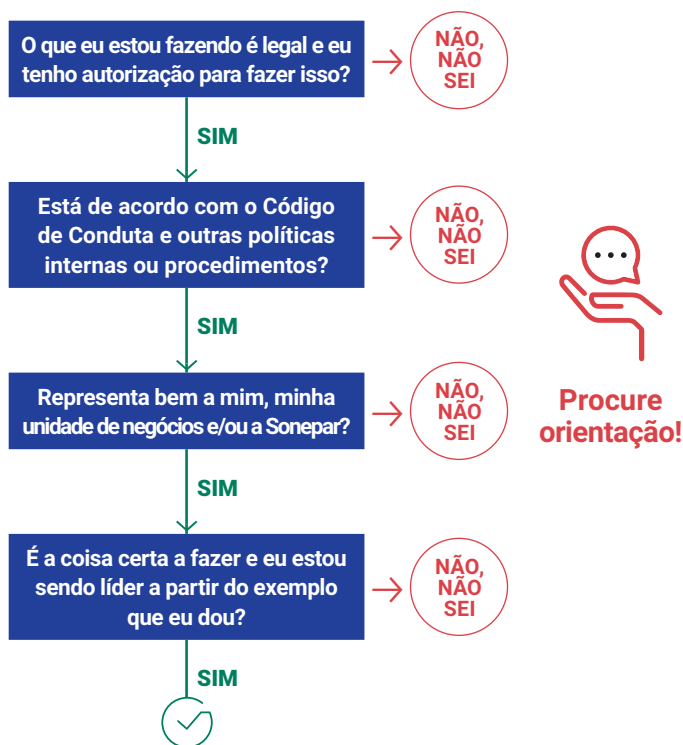 O que eu estou fazendo é legal e eu
tenho autorização para fazer isso?
NÃO,
NÃO
SEI
SIM
Está de acordo com o Código
de Conduta e outras políticas
internas ou procedimentos?
NÃO,
NÃO
SEI
SIM
Representa bem a mim, minha
unidade de negócios e/ou a Sonepar?
NÃO,
NÃO
SEI
Procure
orientação!
SIM
É a coisa certa a fazer e eu estou
sendo líder a partir do exemplo
que eu dou?
NÃO,
NÃO
SEI
SIM